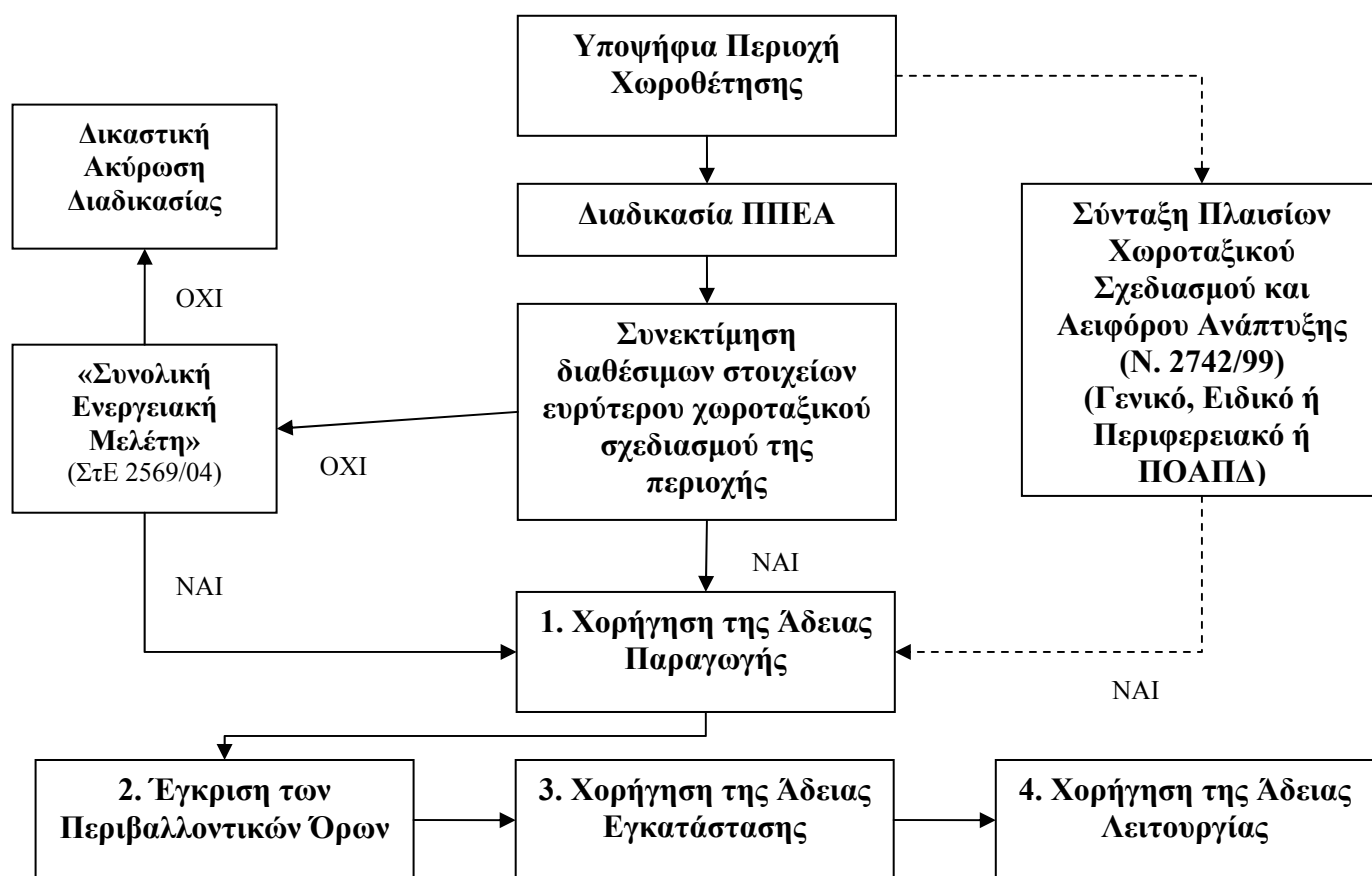 Υποψήφια Περιοχή
Χωροθέτησης
Δικαστική
Ακύρωση
Διαδικασίας
Διαδικασία ΠΠΕΑ
Σύνταξη Πλαισίων
Χωροταξικού
Σχεδιασμού και
Αειφόρου Ανάπτυξης
(Ν. 2742/99)
(Γενικό, Ειδικό ή
Περιφερειακό ή
ΠΟΑΠΔ)
ΟΧΙ
Συνεκτίμηση
διαθέσιμων στοιχείων
ευρύτερου χωροταξικού
σχεδιασμού της
περιοχής
«Συνολική
Ενεργειακή
Μελέτη»
(ΣτΕ 2569/04)
ΟΧΙ
ΝΑΙ
ΝΑΙ
1. Χορήγηση της Άδειας
Παραγωγής
ΝΑΙ
2. Έγκριση των
Περιβαλλοντικών Όρων
3. Χορήγηση της Άδειας
Εγκατάστασης
4. Χορήγηση της Άδειας
Λειτουργίας